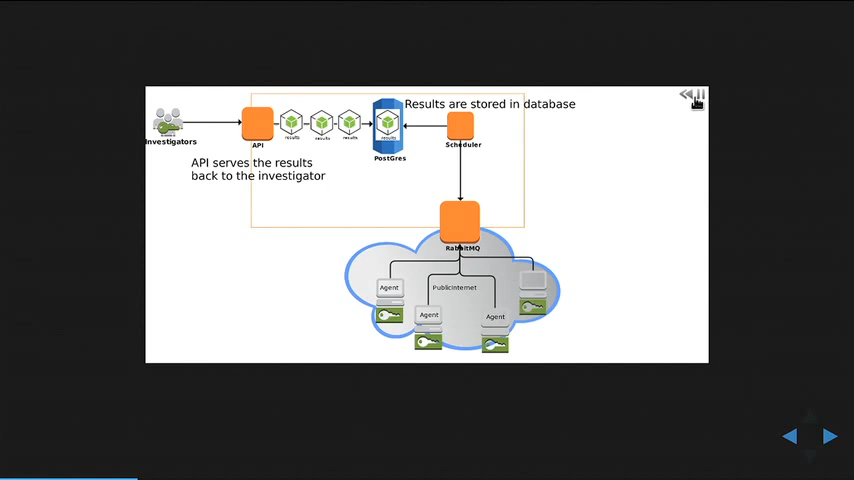 Results are stored in database
results
results
results
results
Investigators
API
PostGres
Scheduler
API serves the results
back to the investigator
RabbitMQ
Agent
PublicInternet
Agent
Agent